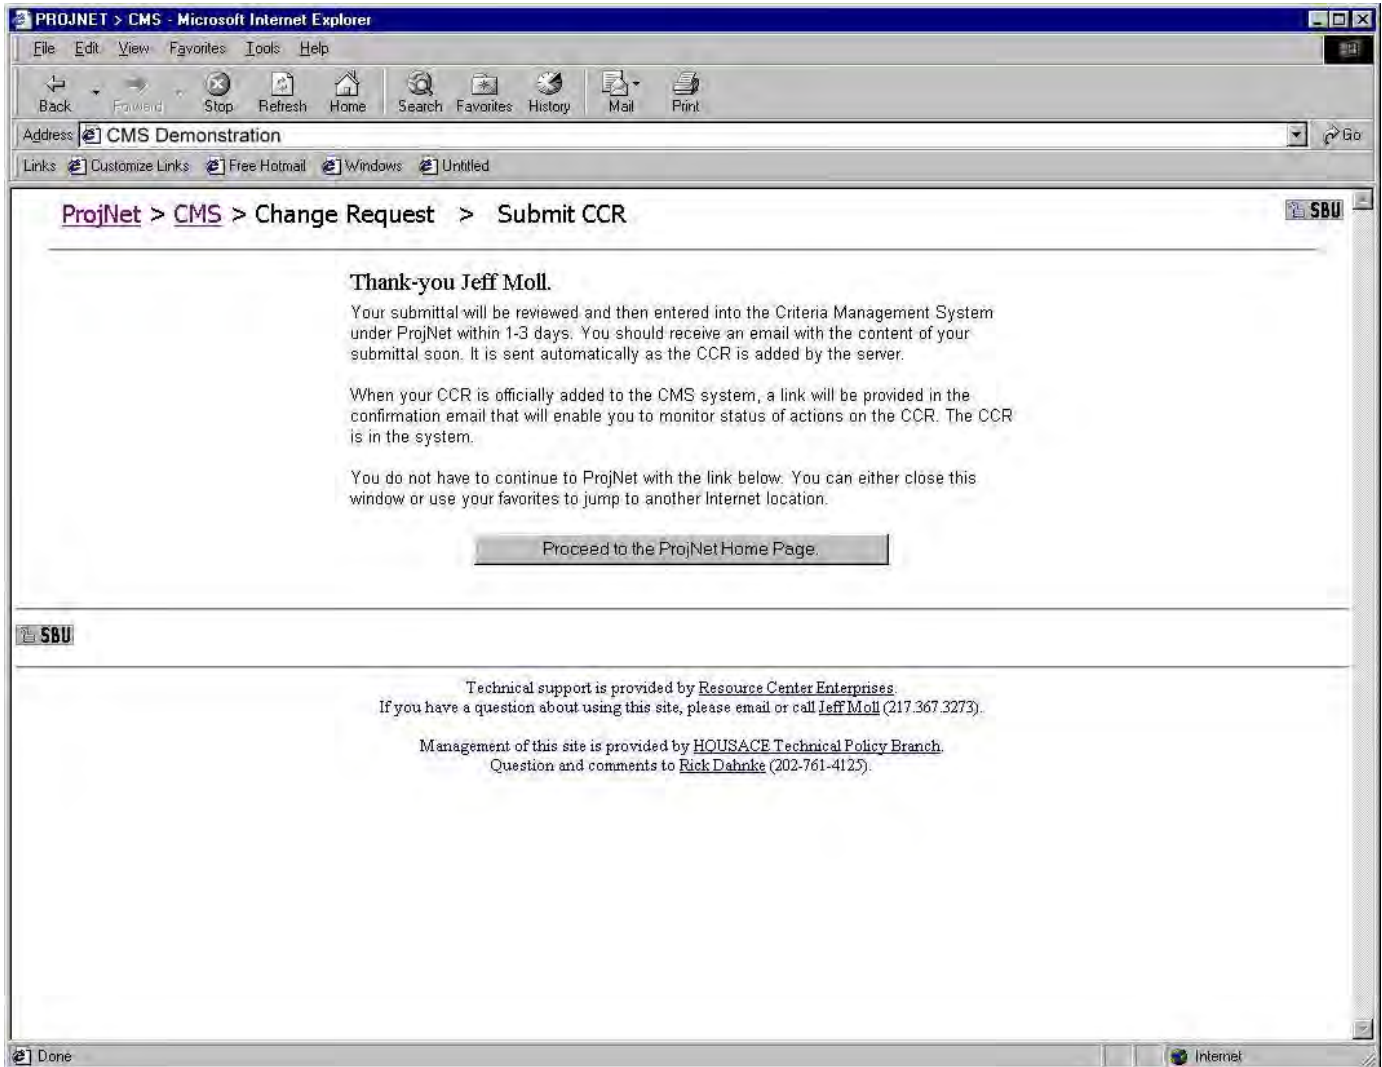 PROJNET > CMS - Microsoft Internet Explorer
File Edit View Favorites Tools Help
Back Forward Stop Refresh Home Search Favorites History Mail Print
Address CMS Demonstration Go
Links Customize Links Free Hotmail Windows Untitled
ProjNet > CMS > Change Request > Submit CCR SBU
Thank-you Jeff Moll.
Your submittal will be reviewed and then entered into the Criteria Management System
under ProjNet within 1-3 days. You should receive an email with the content of your
submittal soon. It is sent automatically as the CCR is added by the server.
When your CCR is officially added to the CMS system, a link will be provided in the
confirmation email that will enable you to monitor status of actions on the CCR. The CCR
is in the system.
You do not have to continue to ProjNet with the link below. You can either close this
window or use your favorites to jump to another Internet location.
Proceed to the ProjNet Home Page.
SBU
Technical support is provided by Resource Center Enterprises.
If you have a question about using this site, please email or call Jeff Moll (217.367.3273).
Management of this site is provided by HQUSACE Technical Policy Branch.
Question and comments to Rick Dahnke (202-761-4125).
Done Internet